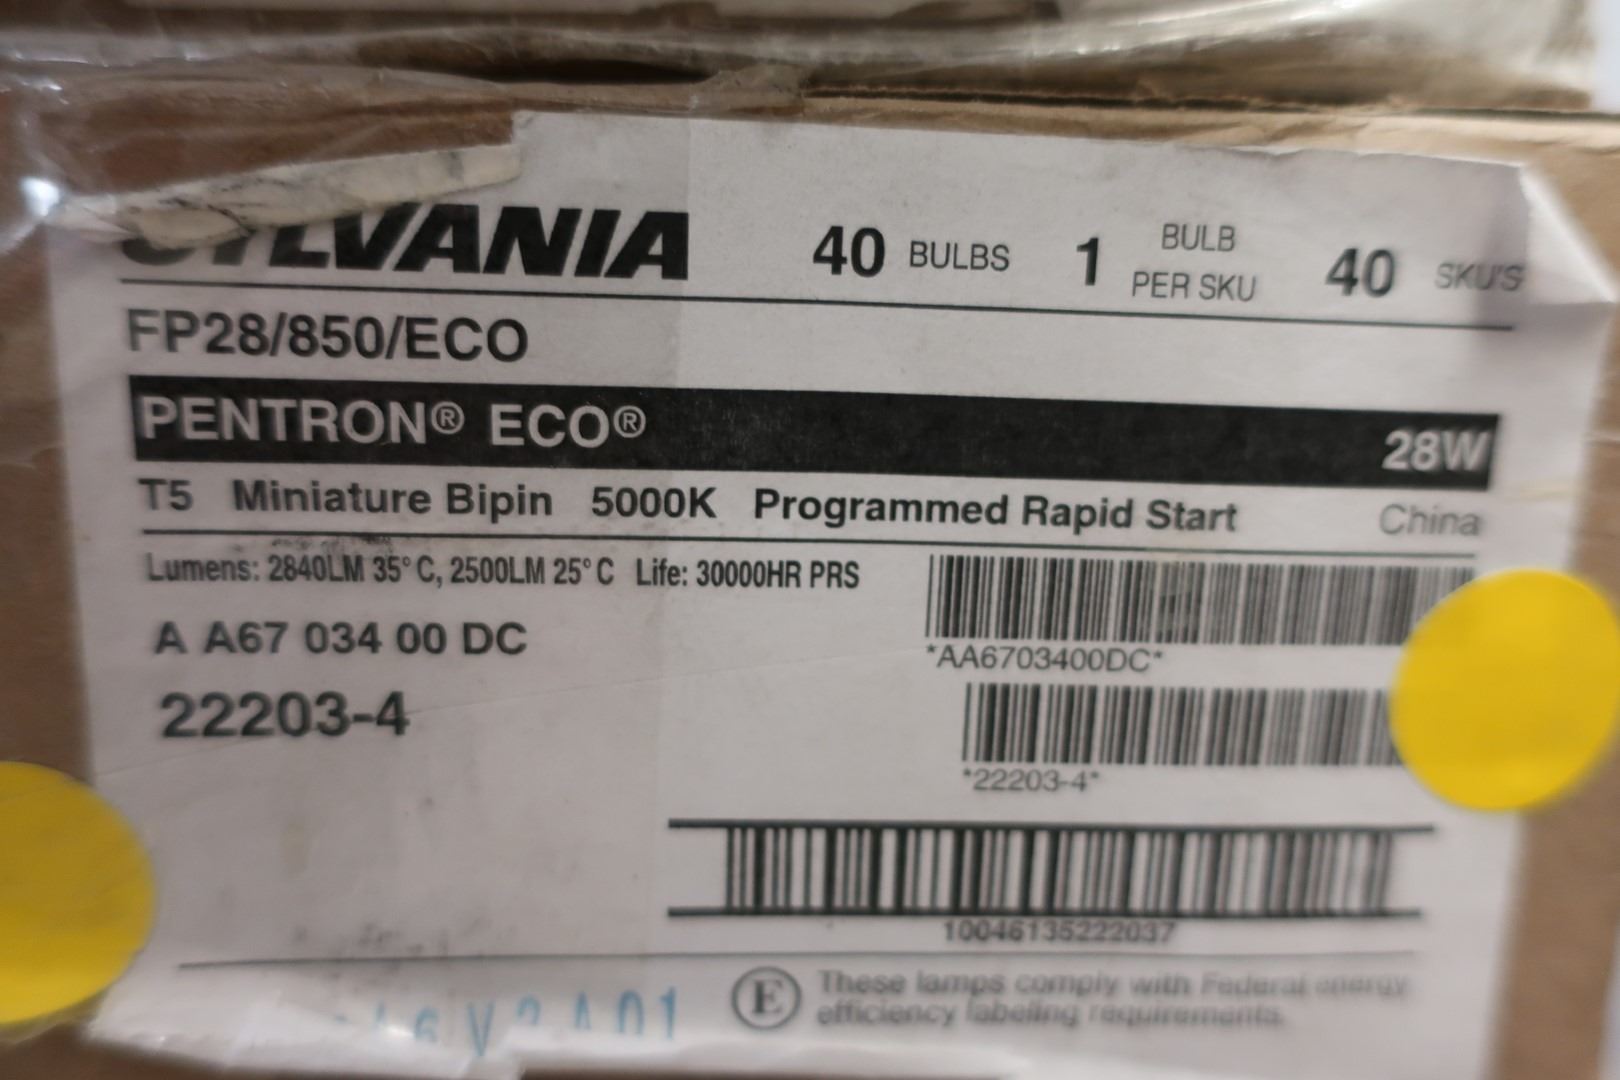 SYLVANIA 40 BULBS 1 BULB PER SKU 40 SKU'S
FP28/850/ECO
PENTRON® ECO® 28W
T5 Miniature Bipin 5000K Programmed Rapid Start China
Lumens: 2840LM 35°C, 2500LM 25°C Life: 30000HR PRS
A A67 034 00 DC
*AA6703400DC*
22203-4
*22203-4*
10046135222037
E These lamps comply with Federal energy
efficiency labeling requirements.